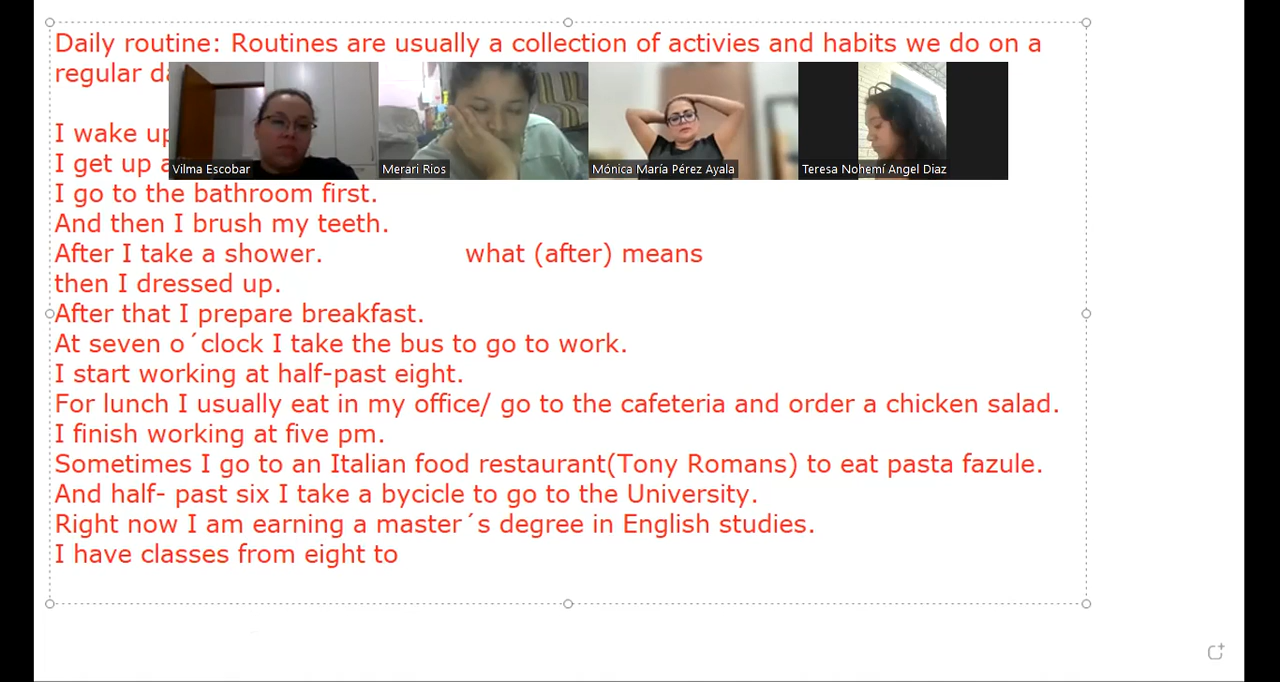 Daily routine: Routines are usually a collection of activies and habits we do on a
regular
I wake up
I get up
Vilma Escobar
Merari Rios
Mónica María Pérez Ayala
Teresa Nohemí Angel Diaz
I go to the bathroom first.
And then I brush my teeth.
After I take a shower. what (after) means
then I dressed up.
After that I prepare breakfast.
At seven o´clock I take the bus to go to work.
I start working at half-past eight.
For lunch I usually eat in my office/ go to the cafeteria and order a chicken salad.
I finish working at five pm.
Sometimes I go to an Italian food restaurant(Tony Romans) to eat pasta fazule.
And half- past six I take a bycicle to go to the University.
Right now I am earning a master´s degree in English studies.
I have classes from eight to